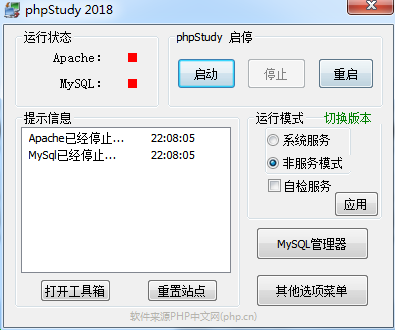 phpStudy 2018
运行状态
Apache:
MySQL:
phpStudy 启停
启动
停止
重启
提示信息
Apache已经停止... 22:08:05
MySql已经停止... 22:08:05
打开工具箱
重置站点
运行模式 切换版本
系统服务
非服务模式
自检服务
应用
MySQL管理器
其他选项菜单
软件来源PHP中文网(php.cn)